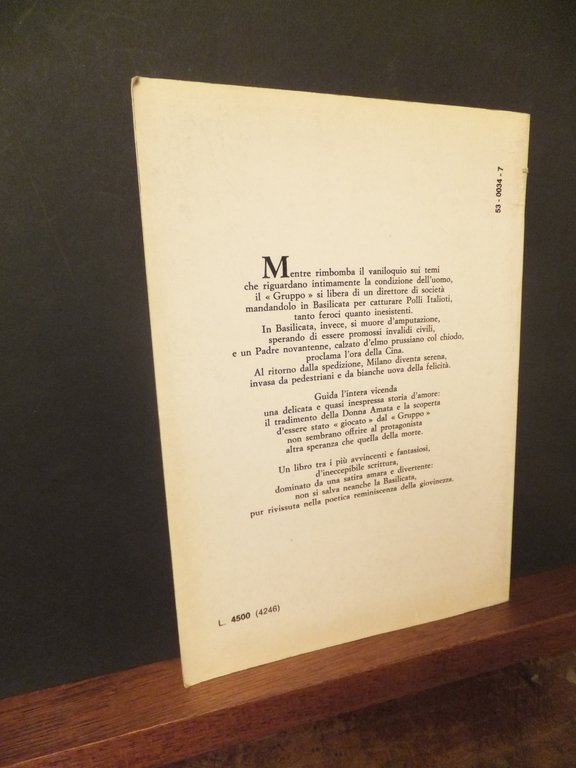 53 - 0034 - 7
Mentre rimbomba il vaniloquio sui temi
che riguardano intimamente la condizione dell'uomo,
il « Gruppo » si libera di un direttore di società
mandandolo in Basilicata per catturare Polli Italioti,
tanto feroci quanto inesistenti.
In Basilicata, invece, si muore d'amputazione,
sperando di essere promossi invalidi civili,
e un Padre novantenne, calzato d'elmo prussiano col chiodo,
proclama l'ora della Cina.
Al ritorno dalla spedizione, Milano diventa serena,
invasa da pedestriani e da bianche uova della felicità.
Guida l'intera vicenda
una delicata e quasi inespressa storia d'amore:
il tradimento della Donna Amata e la scoperta
d'essere stato « giocato » dal « Gruppo »
non sembrano offrire al protagonista
altra speranza che quella della morte.
Un libro tra i più avvincenti e fantasiosi,
d'ineccepibile scrittura,
dominato da una satira amara e divertente:
non si salva neanche la Basilicata,
pur rivissuta nella poetica reminiscenza della giovinezza.
L. 4500 (4246)